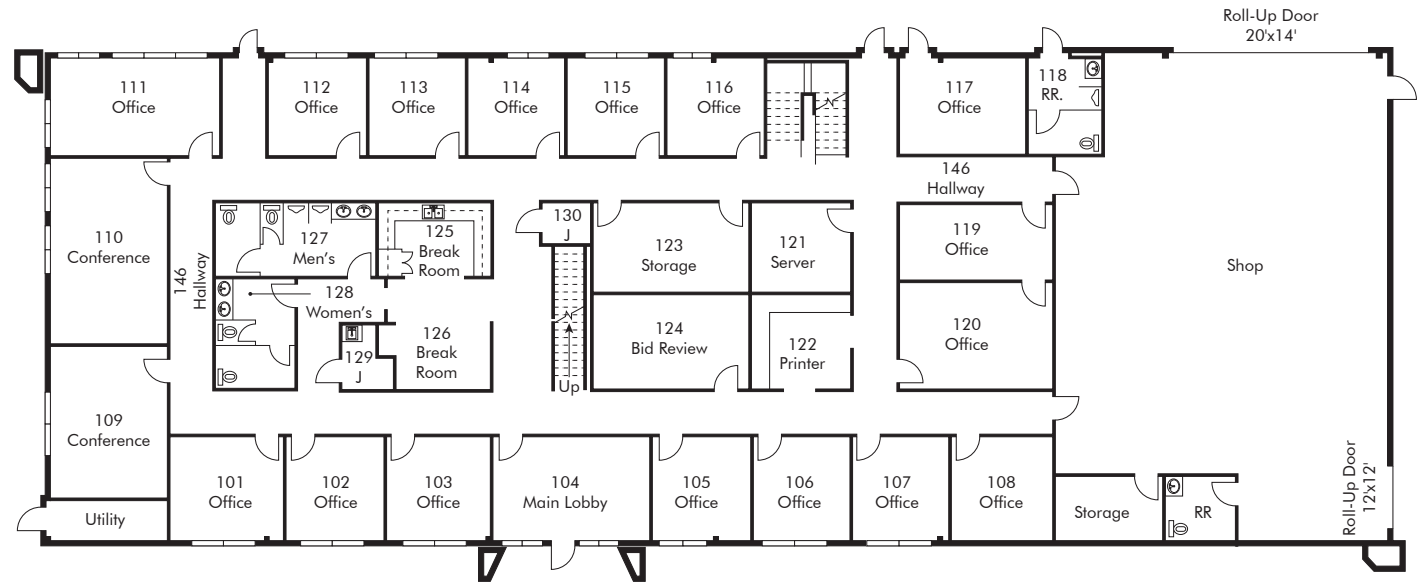 Roll-Up Door
20'x14'
111
Office
112
Office
113
Office
114
Office
115
Office
116
Office
117
Office
118
RR.
146
Hallway
110
Conference
146
Hallway
127
Men's
125
Break
Room
130
J
123
Storage
121
Server
119
Office
Shop
128
Women's
129
J
126
Break
Room
Up
124
Bid Review
122
Printer
120
Office
109
Conference
Utility
101
Office
102
Office
103
Office
104
Main Lobby
105
Office
106
Office
107
Office
108
Office
Storage
RR
Roll-Up Door
12'x12'